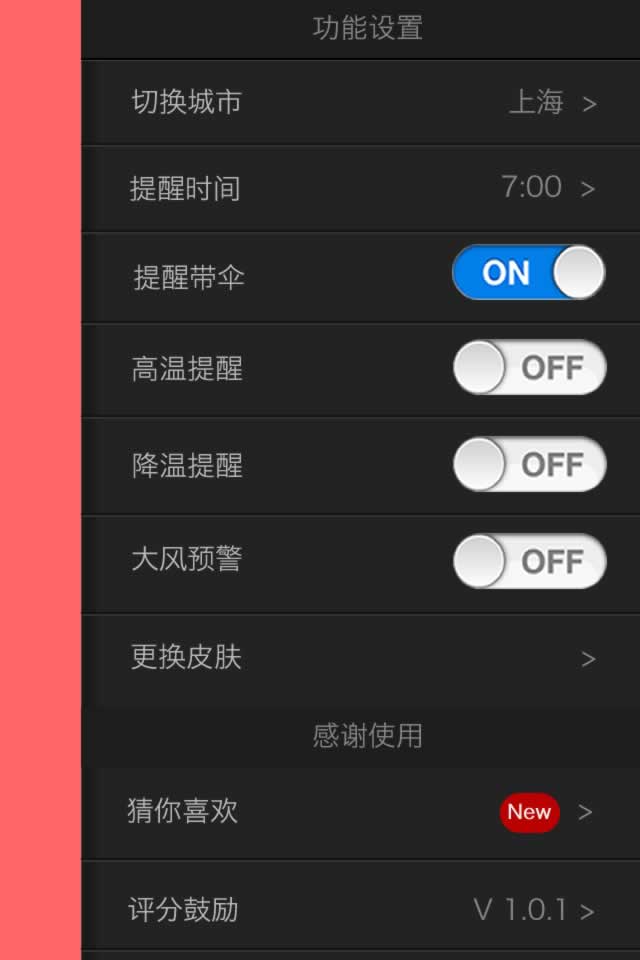 功能设置
切换城市 上海 >
提醒时间 7:00 >
提醒带伞 ON
高温提醒 OFF
降温提醒 OFF
大风预警 OFF
更换皮肤 >
感谢使用
猜你喜欢 New >
评分鼓励 V 1.0.1 >